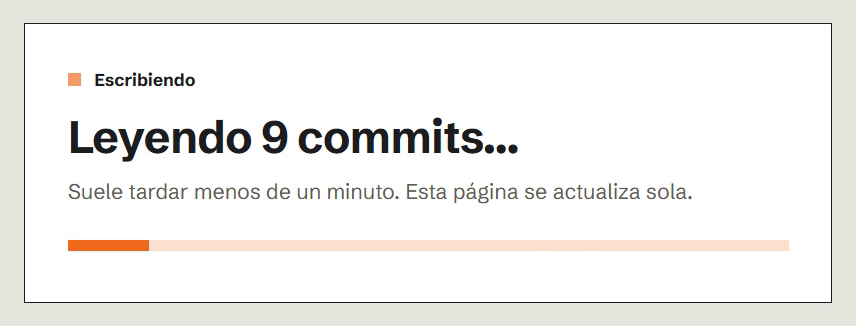 Escribiendo
Leyendo 9 commits...
Suele tardar menos de un minuto. Esta página se actualiza sola.